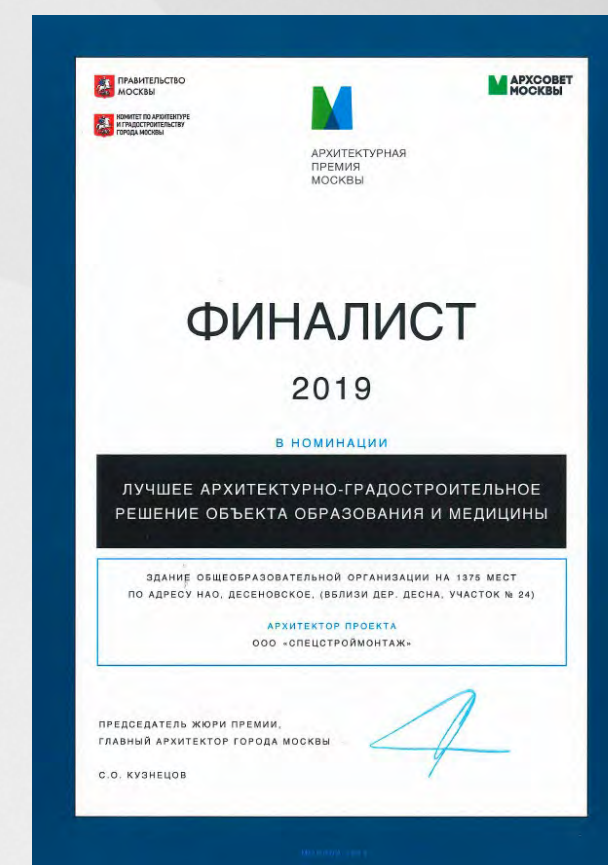 ПРАВИТЕЛЬСТВО
МОСКВЫ
КОМИТЕТ ПО АРХИТЕКТУРЕ
И ГРАДОСТРОИТЕЛЬСТВУ
ГОРОДА МОСКВЫ
АРХИТЕКТУРНАЯ
ПРЕМИЯ
МОСКВЫ
АРХСОВЕТ
МОСКВЫ
ФИНАЛИСТ
2019
В НОМИНАЦИИ
ЛУЧШЕЕ АРХИТЕКТУРНО-ГРАДОСТРОИТЕЛЬНОЕ
РЕШЕНИЕ ОБЪЕКТА ОБРАЗОВАНИЯ И МЕДИЦИНЫ
ЗДАНИЕ ОБЩЕОБРАЗОВАТЕЛЬНОЙ ОРГАНИЗАЦИИ НА 1375 МЕСТ
ПО АДРЕСУ НАО, ДЕСЕНОВСКОЕ, (ВБЛИЗИ ДЕР. ДЕСНА, УЧАСТОК № 24)
АРХИТЕКТОР ПРОЕКТА
ООО «СПЕЦСТРОЙМОНТАЖ»
ПРЕДСЕДАТЕЛЬ ЖЮРИ ПРЕМИИ,
ГЛАВНЫЙ АРХИТЕКТОР ГОРОДА МОСКВЫ
С.О. КУЗНЕЦОВ